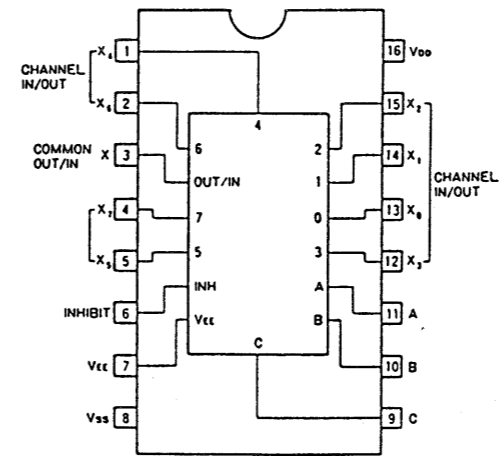 X₄ 1
16 VDD
CHANNEL
IN/OUT
X₆ 2
15 X₂
4
6
2
COMMON
OUT/IN
X 3
14 X₁
OUT/IN
1
CHANNEL
IN/OUT
X₇ 4
13 X₀
7
0
X₅ 5
12 X₃
5
3
INH
A
INHIBIT 6
11 A
VEE
B
C
VEE 7
10 B
VSS 8
9 C